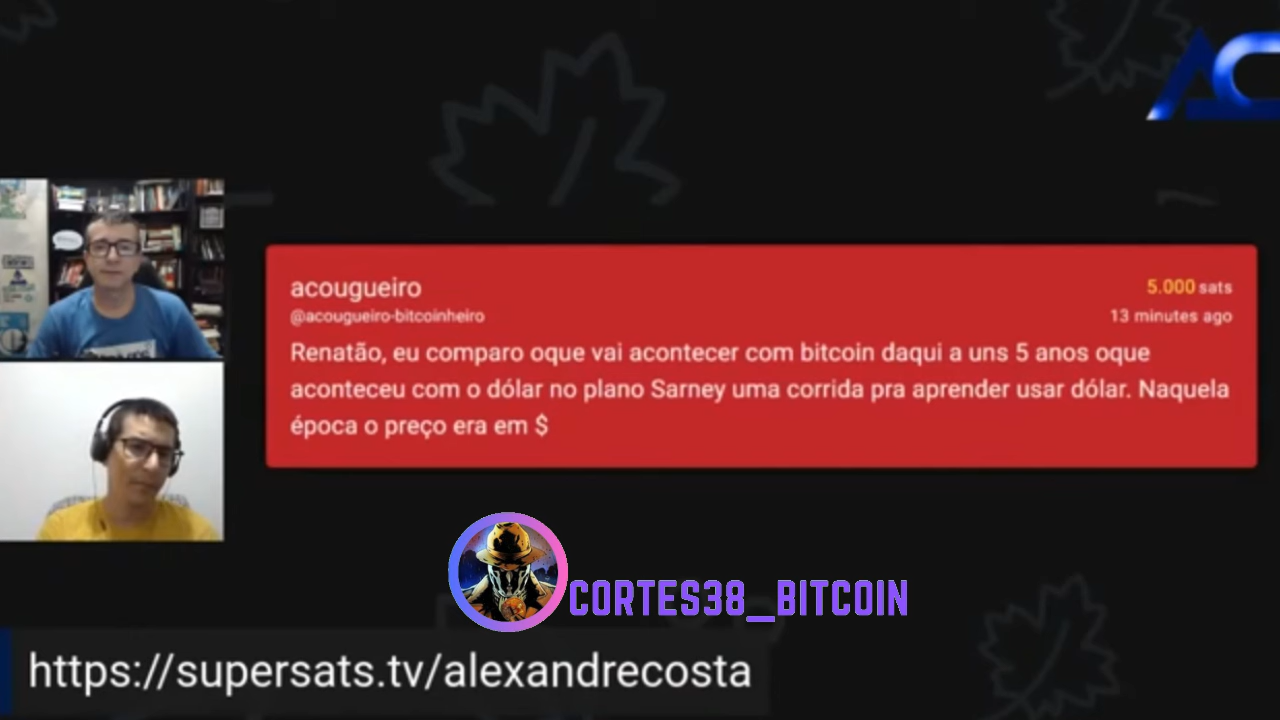 AC
acougueiro
5.000 sats
@acougueiro-bitcoinheiro
13 minutes ago
Renatão, eu comparo oque vai acontecer com bitcoin daqui a uns 5 anos oque
aconteceu com o dólar no plano Sarney uma corrida pra aprender usar dólar. Naquela
época o preço era em $
CORTES38_BITCOIN
https://supersats.tv/alexandrecosta